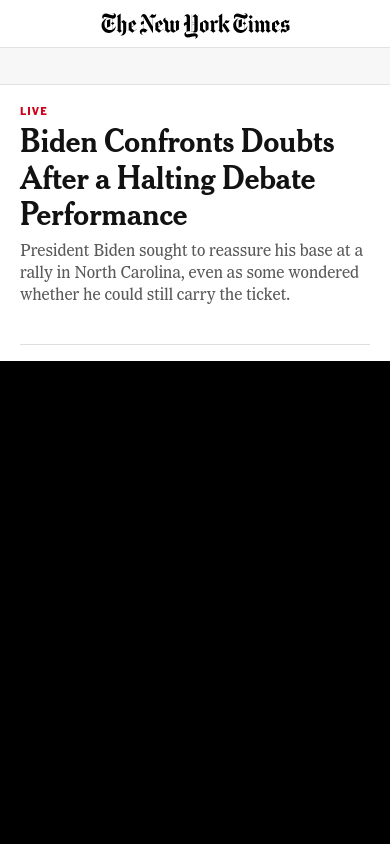 The New York Times
LIVE
Biden Confronts Doubts
After a Halting Debate
Performance
President Biden sought to reassure his base at a
rally in North Carolina, even as some wondered
whether he could still carry the ticket.